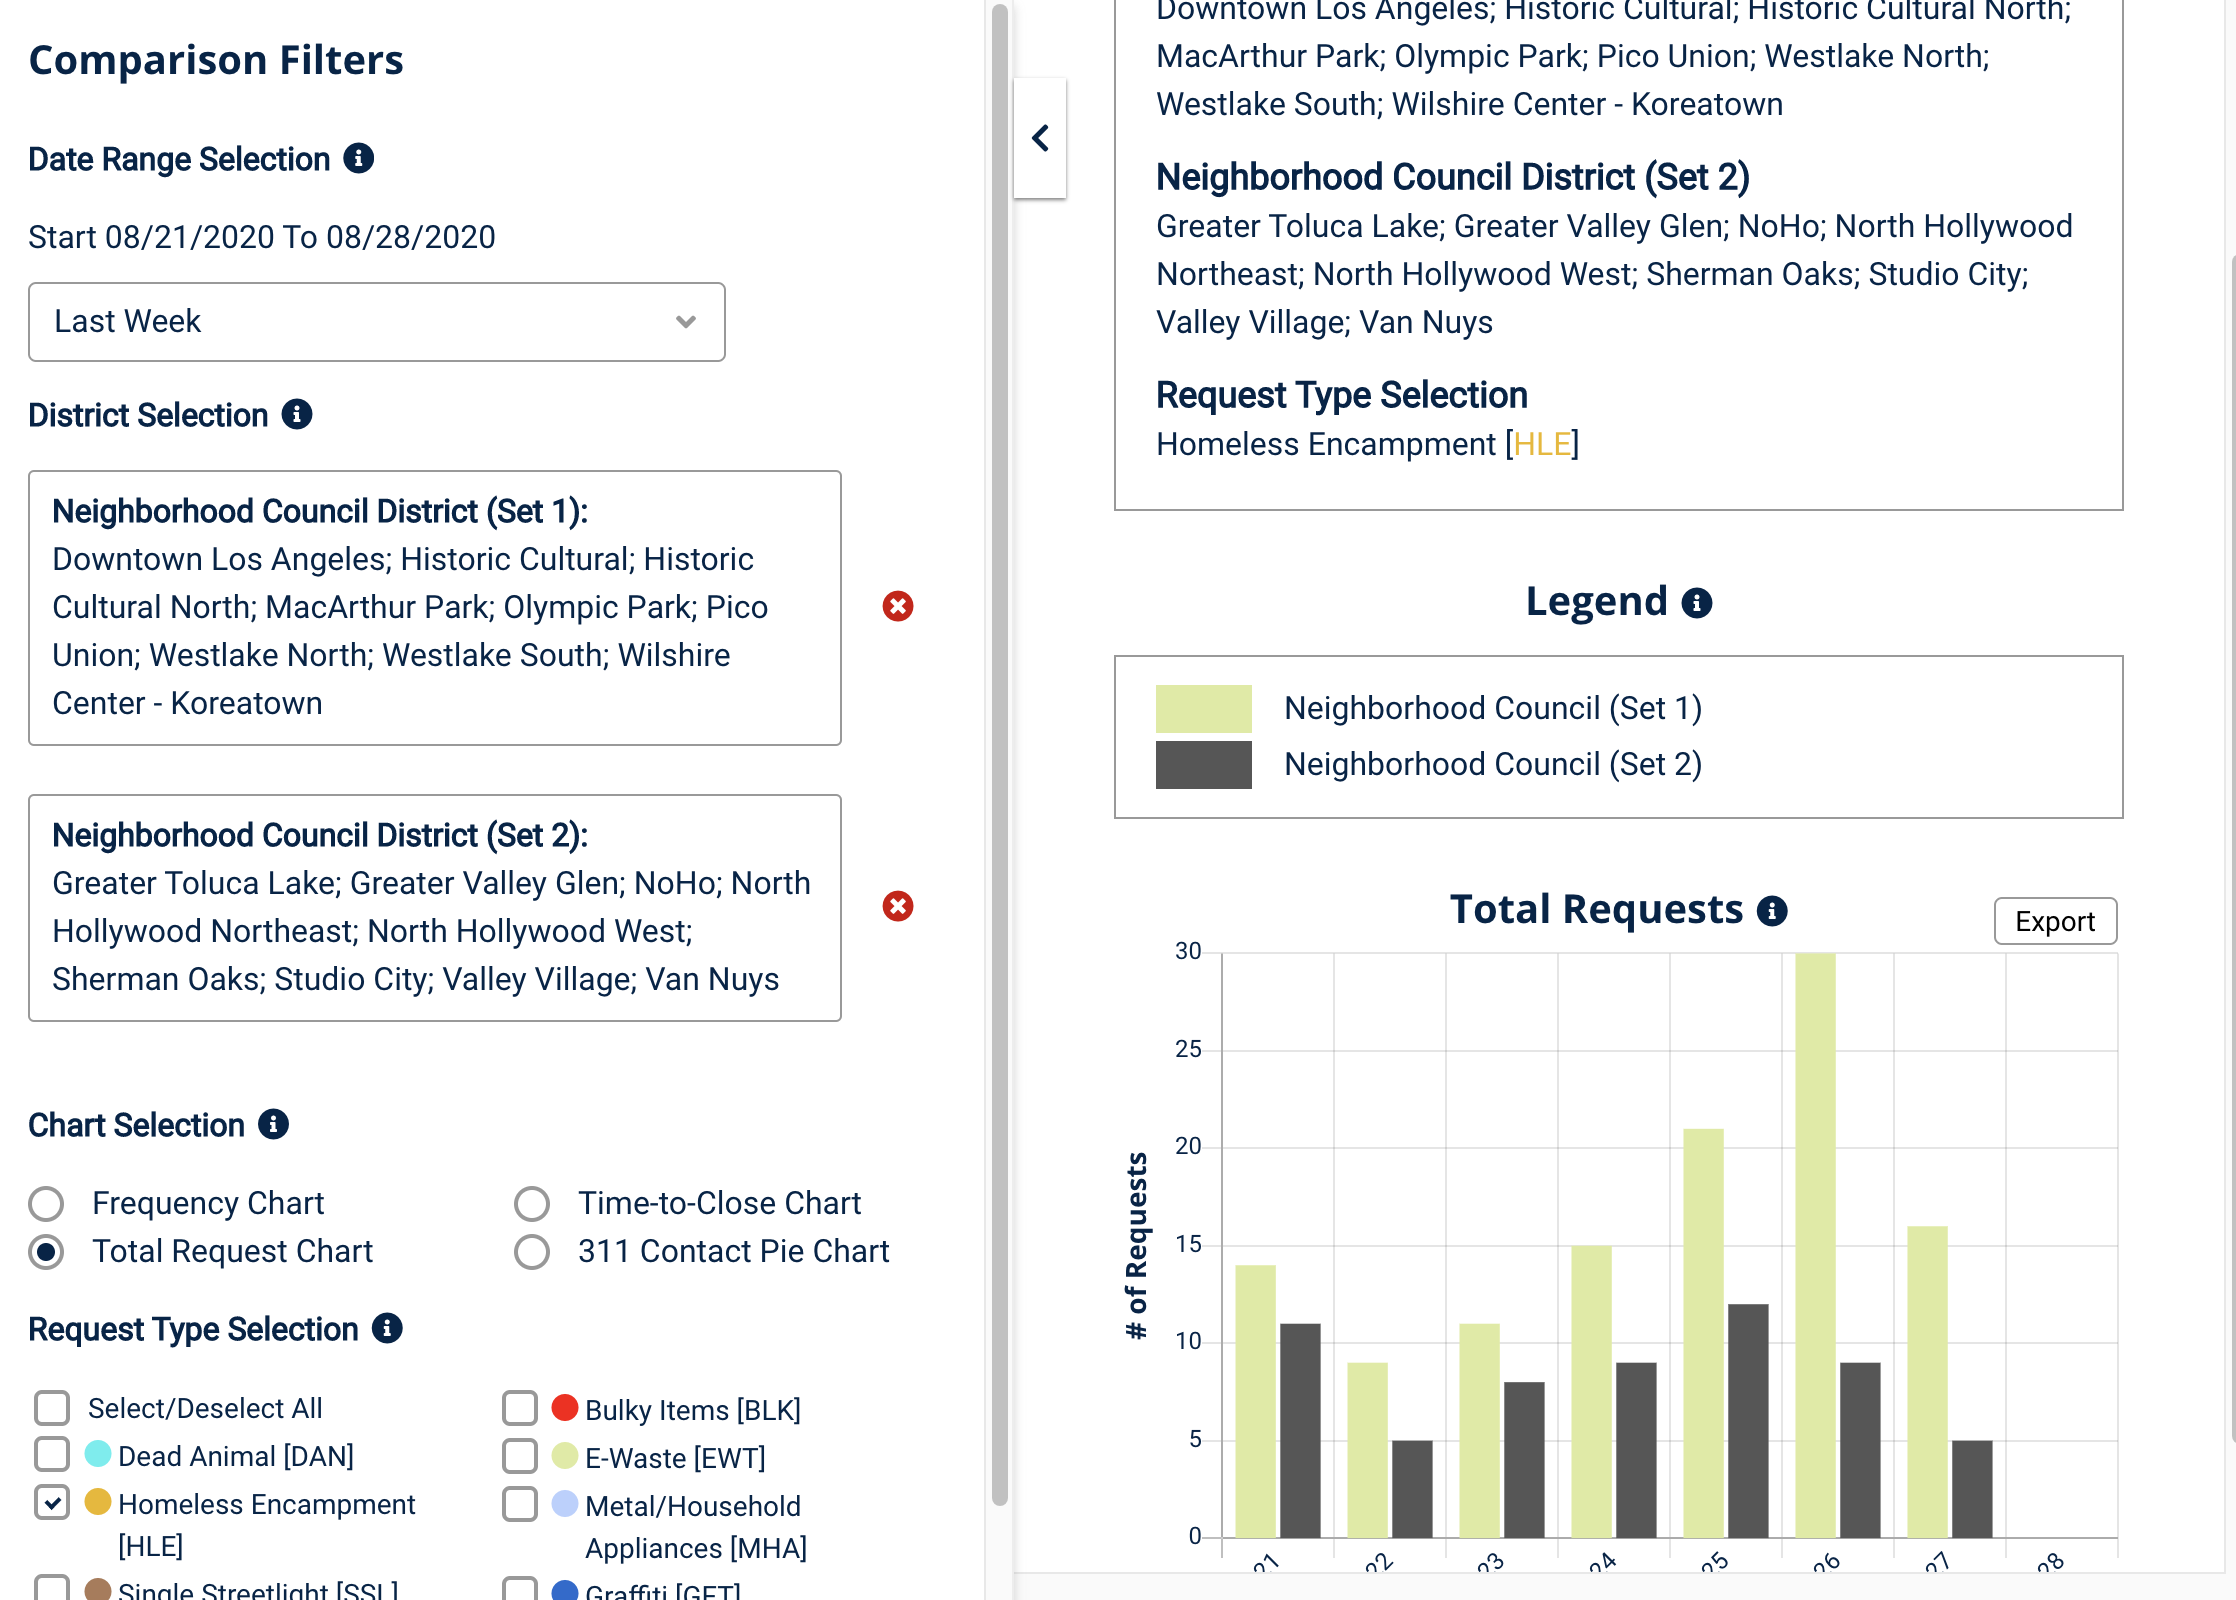 Comparison Filters
Date Range Selection
Start 08/21/2020 To 08/28/2020
Last Week
District Selection
Neighborhood Council District (Set 1):
Downtown Los Angeles; Historic Cultural; Historic
Cultural North; MacArthur Park; Olympic Park; Pico
Union; Westlake North; Westlake South; Wilshire
Center - Koreatown
Neighborhood Council District (Set 2):
Greater Toluca Lake; Greater Valley Glen; NoHo; North
Hollywood Northeast; North Hollywood West;
Sherman Oaks; Studio City; Valley Village; Van Nuys
Chart Selection
Frequency Chart
Time-to-Close Chart
Total Request Chart
311 Contact Pie Chart
Request Type Selection
Select/Deselect All
Bulky Items [BLK]
Dead Animal [DAN]
E-Waste [EWT]
Homeless Encampment
[HLE]
Metal/Household
Appliances [MHA]
Single Streetlight [SSL]
Graffiti [GFT]
Downtown Los Angeles; Historic Cultural; Historic Cultural North;
MacArthur Park; Olympic Park; Pico Union; Westlake North;
Westlake South; Wilshire Center - Koreatown
Neighborhood Council District (Set 2)
Greater Toluca Lake; Greater Valley Glen; NoHo; North Hollywood
Northeast; North Hollywood West; Sherman Oaks; Studio City;
Valley Village; Van Nuys
Request Type Selection
Homeless Encampment [HLE]
Legend
Neighborhood Council (Set 1)
Neighborhood Council (Set 2)
Total Requests
Export
# of Requests
30
25
20
15
10
5
0
21
22
23
24
25
26
27
28